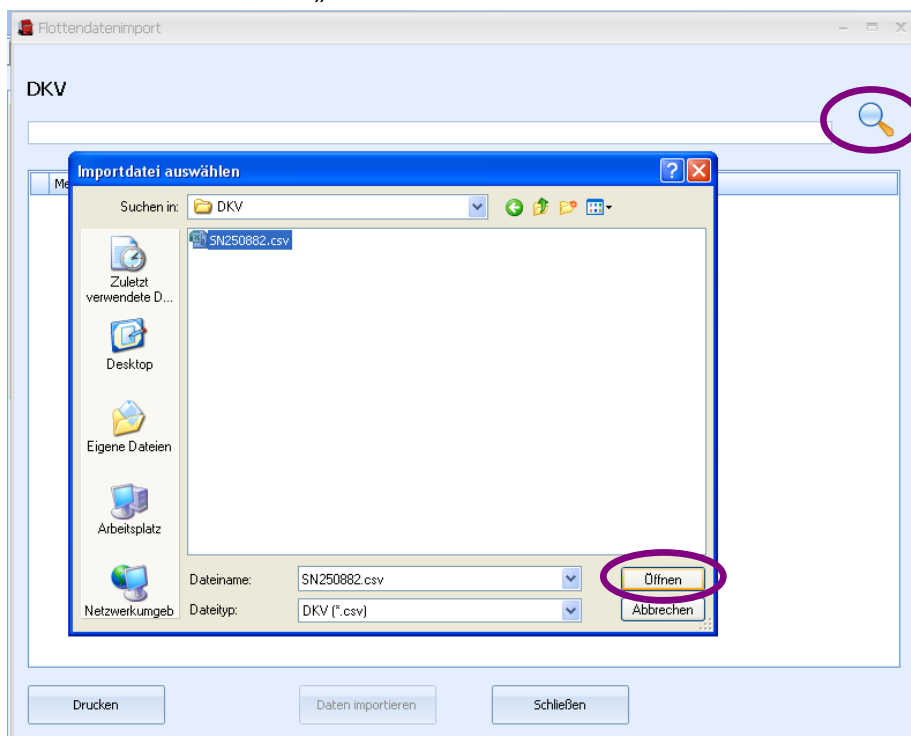 „
Flottendatenimport
DKV
Me
Importdatei auswählen
Suchen in:
DKV
SN250882.csv
Zuletzt
verwendete D...
Desktop
Eigene Dateien
Arbeitsplatz
Netzwerkumgeb
Dateiname:
SN250882.csv
Öffnen
Dateityp:
DKV (*.csv)
Abbrechen
Drucken
Daten importieren
Schließen